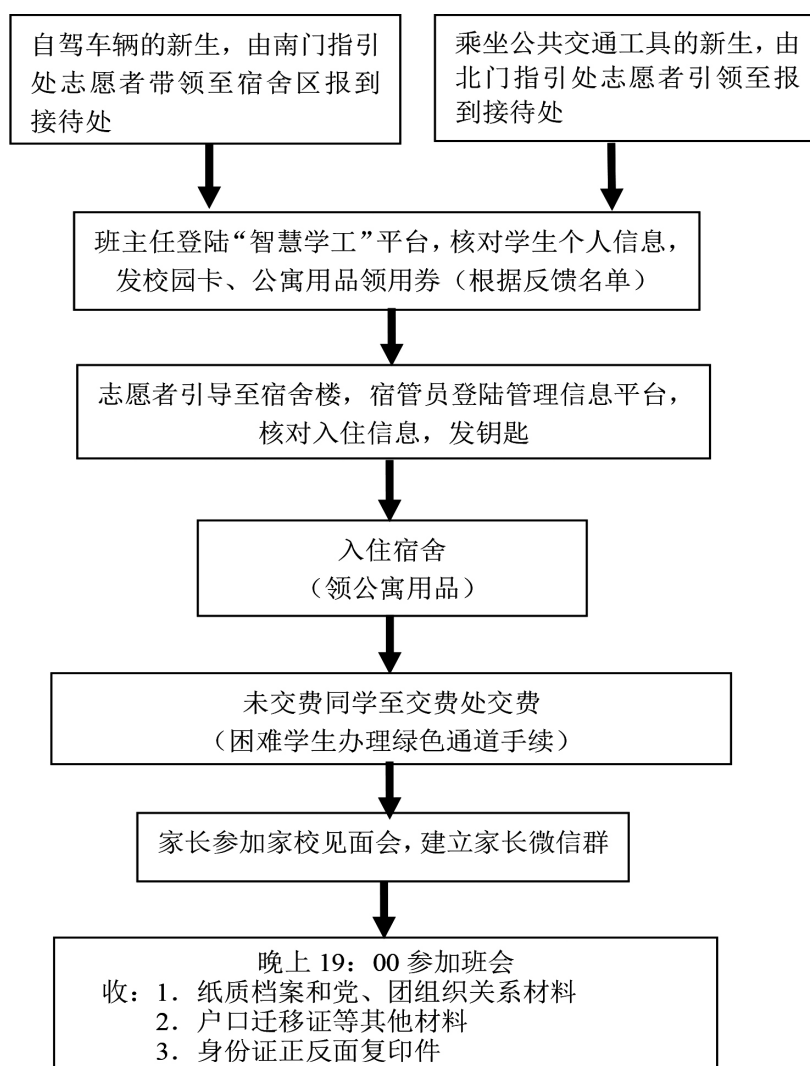 自驾车辆的新生，由南门指引
处志愿者带领至宿舍区报到
接待处
乘坐公共交通工具的新生，由
北门指引处志愿者引领至报
到接待处
班主任登陆“智慧学工”平台，核对学生个人信息，
发校园卡、公寓用品领用券（根据反馈名单）
志愿者引导至宿舍楼，宿管员登陆管理信息平台，
核对入住信息，发钥匙
入住宿舍
（领公寓用品）
未交费同学至交费处交费
（困难学生办理绿色通道手续）
家长参加家校见面会，建立家长微信群
晚上 19：00 参加班会
收：1．纸质档案和党、团组织关系材料
2．户口迁移证等其他材料
3．身份证正反面复印件